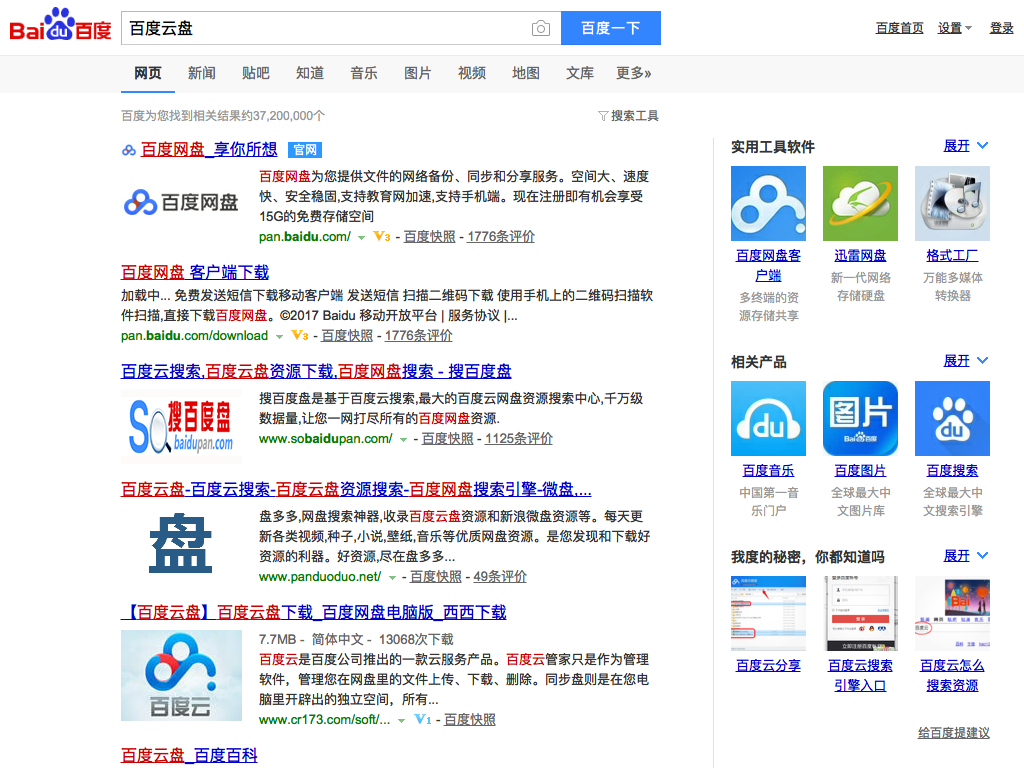 Bai du 百度
百度云盘
百度一下
百度首页 设置 登录
网页 新闻 贴吧 知道 音乐 图片 视频 地图 文库 更多»
百度为您找到相关结果约37,200,000个
搜索工具
百度网盘_享你所想 官网
百度网盘
百度网盘为您提供文件的网络备份、同步和分享服务。空间大、速度
快、安全稳固,支持教育网加速,支持手机端。现在注册即有机会享受
15G的免费存储空间
pan.baidu.com/ V3 - 百度快照 - 1776条评价
百度网盘 客户端下载
加载中... 免费发送短信下载移动客户端 发送短信 扫描二维码下载 使用手机上的二维码扫描软
件扫描,直接下载百度网盘。©2017 Baidu 移动开放平台 | 服务协议 |...
pan.baidu.com/download V3 - 百度快照 - 1776条评价
百度云搜索,百度云盘资源下载,百度网盘搜索 - 搜百度盘
So搜百度盘
baidupan.com
搜百度盘是基于百度云搜索,最大的百度云网盘资源搜索中心,千万级
数据量,让您一网打尽所有的百度网盘资源.
www.sobaidupan.com/ - 百度快照 - 1125条评价
百度云盘-百度云搜索-百度云盘资源搜索-百度网盘搜索引擎-微盘,...
盘
盘多多,网盘搜索神器,收录百度云盘资源和新浪微盘资源等。每天更
新各类视频,种子,小说,壁纸,音乐等优质网盘资源。是您发现和下载好
资源的利器。好资源,尽在盘多多...
www.panduoduo.net/ - 百度快照 - 49条评价
【百度云盘】百度云盘下载_百度网盘电脑版_西西下载
百度云
7.7MB - 简体中文 - 13068次下载
百度云是百度公司推出的一款云服务产品。百度云管家只是作为管理
软件，管理您在网盘里的文件上传、下载、删除。同步盘则是在您电
脑里开辟出的独立空间，所有...
www.cr173.com/soft/... V1 - 百度快照
百度云盘_百度百科
实用工具软件 展开
百度网盘客
户端
多终端的资
源存储共享
迅雷网盘
新一代网络
存储硬盘
格式工厂
万能多媒体
转换器
相关产品 展开
du
百度音乐
中国第一音
乐门户
图片
Bai du 百度
百度图片
全球最大中
文图片库
du
百度搜索
全球最大中
文搜索引擎
我度的秘密，你都知道吗 展开
百度云分享
百度云搜索
引擎入口
Bai
百度云
百度云怎么
搜索资源
给百度提建议